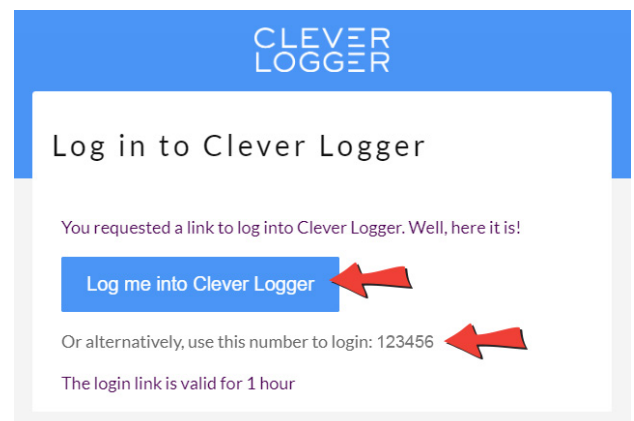 CLEVER
LOGGER
Log in to Clever Logger
You requested a link to log into Clever Logger. Well, here it is!
Log me into Clever Logger
Or alternatively, use this number to login: 123456
The login link is valid for 1 hour